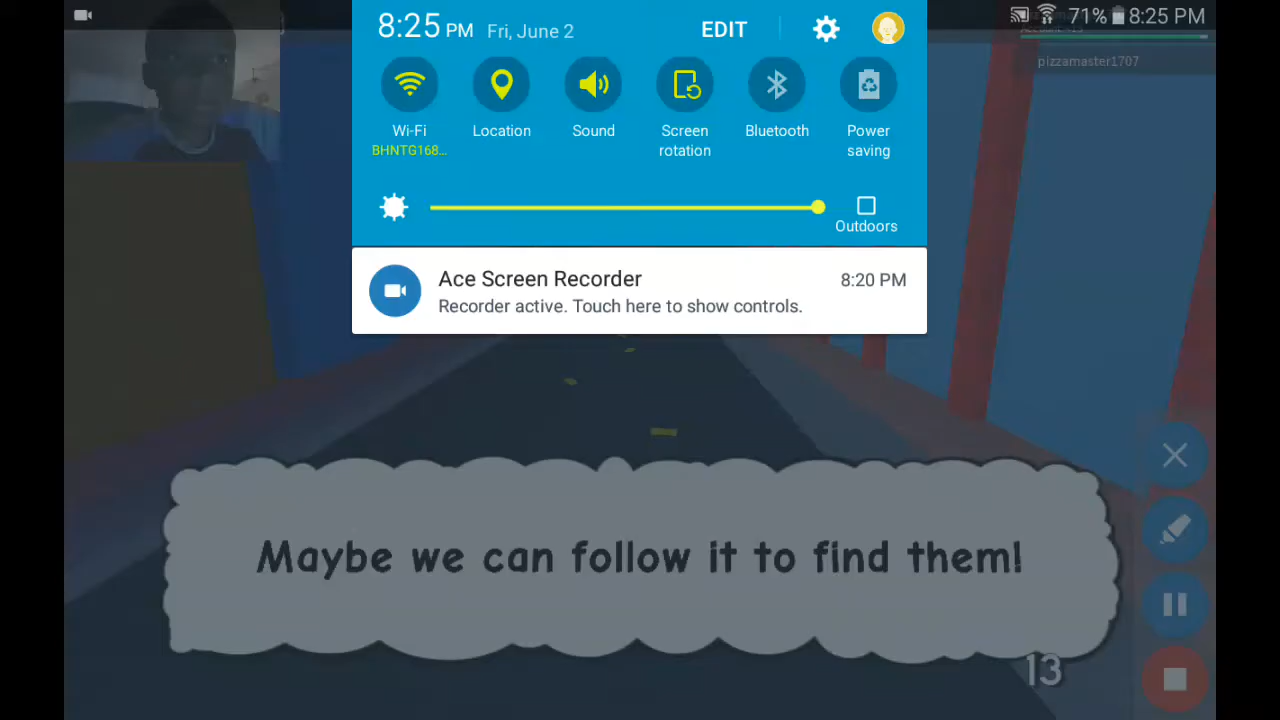 8:25 PM Fri, June 2
EDIT
71% 8:25 PM
pizzamaster1707
Wi-Fi
BHNTG168...
Location
Sound
Screen
rotation
Bluetooth
Power
saving
Outdoors
Ace Screen Recorder
8:20 PM
Recorder active. Touch here to show controls.
Maybe we can follow it to find them!
13